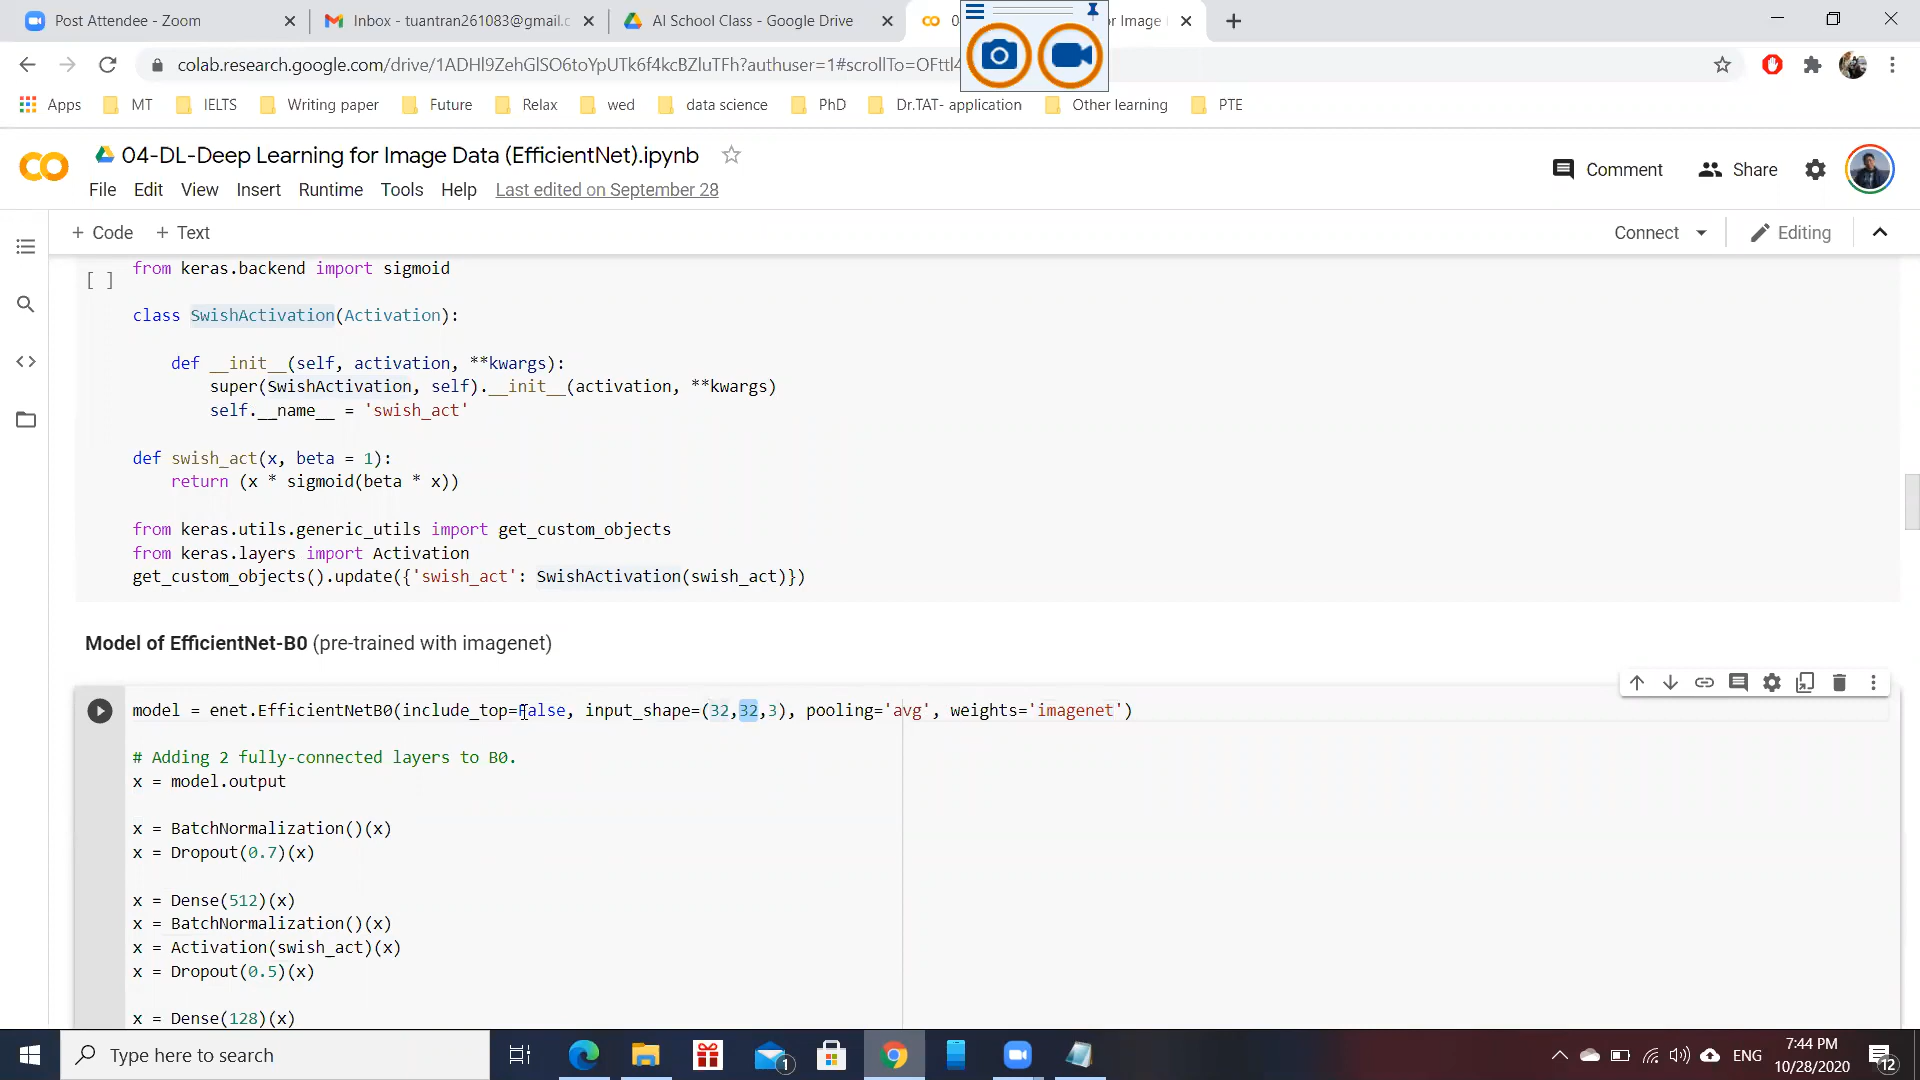 Post Attendee - Zoom
Inbox - tuantran261083@gmail.c
AI School Class - Google Drive
or Image
colab.research.google.com/drive/1ADHl9ZehGlSO6toYpUTk6f4kcBZluTFh?authuser=1#scrollTo=OFttl4
Apps MT IELTS Writing paper Future Relax wed data science PhD Dr.TAT- application Other learning PTE
04-DL-Deep Learning for Image Data (EfficientNet).ipynb
Comment Share
File Edit View Insert Runtime Tools Help Last edited on September 28
+ Code + Text Connect Editing
[ ]
from keras.backend import sigmoid
class SwishActivation(Activation):
def __init__(self, activation, **kwargs):
super(SwishActivation, self).__init__(activation, **kwargs)
self.__name__ = 'swish_act'
def swish_act(x, beta = 1):
return (x * sigmoid(beta * x))
from keras.utils.generic_utils import get_custom_objects
from keras.layers import Activation
get_custom_objects().update({'swish_act': SwishActivation(swish_act)})
Model of EfficientNet-B0 (pre-trained with imagenet)
model = enet.EfficientNetB0(include_top=False, input_shape=(32,32,3), pooling='avg', weights='imagenet')
# Adding 2 fully-connected layers to B0.
x = model.output
x = BatchNormalization()(x)
x = Dropout(0.7)(x)
x = Dense(512)(x)
x = BatchNormalization()(x)
x = Activation(swish_act)(x)
x = Dropout(0.5)(x)
x = Dense(128)(x)
Type here to search
1
ENG
7:44 PM
10/28/2020
12